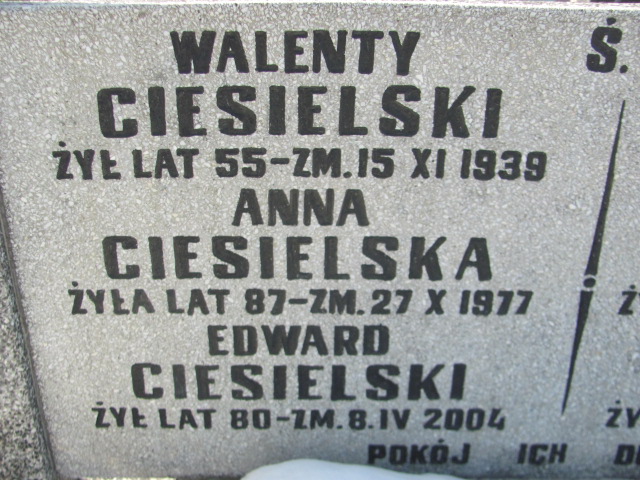 WALENTY
CIESIELSKI
ŻYŁ LAT 55-ZM.15 XI 1939
ANNA
CIESIELSKA
ŻYŁA LAT 87-ZM.27 X 1977
EDWARD
CIESIELSKI
ŻYŁ LAT 80-ZM.8.IV 2004
POKÓJ ICH
Ś.